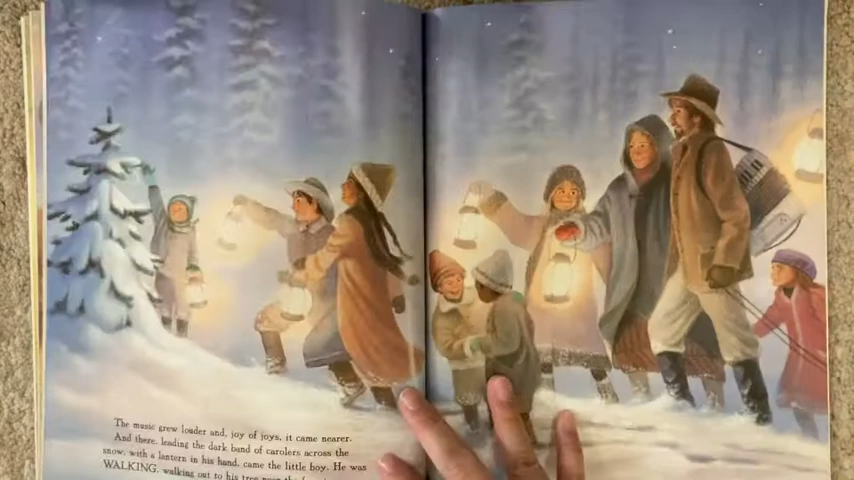 The music grew louder and, joy of joys, it came nearer.
And there, leading the dark band of carolers across the
snow, with a lantern in his hand, came the little boy. He was
WALKING, walking out to his tree near the